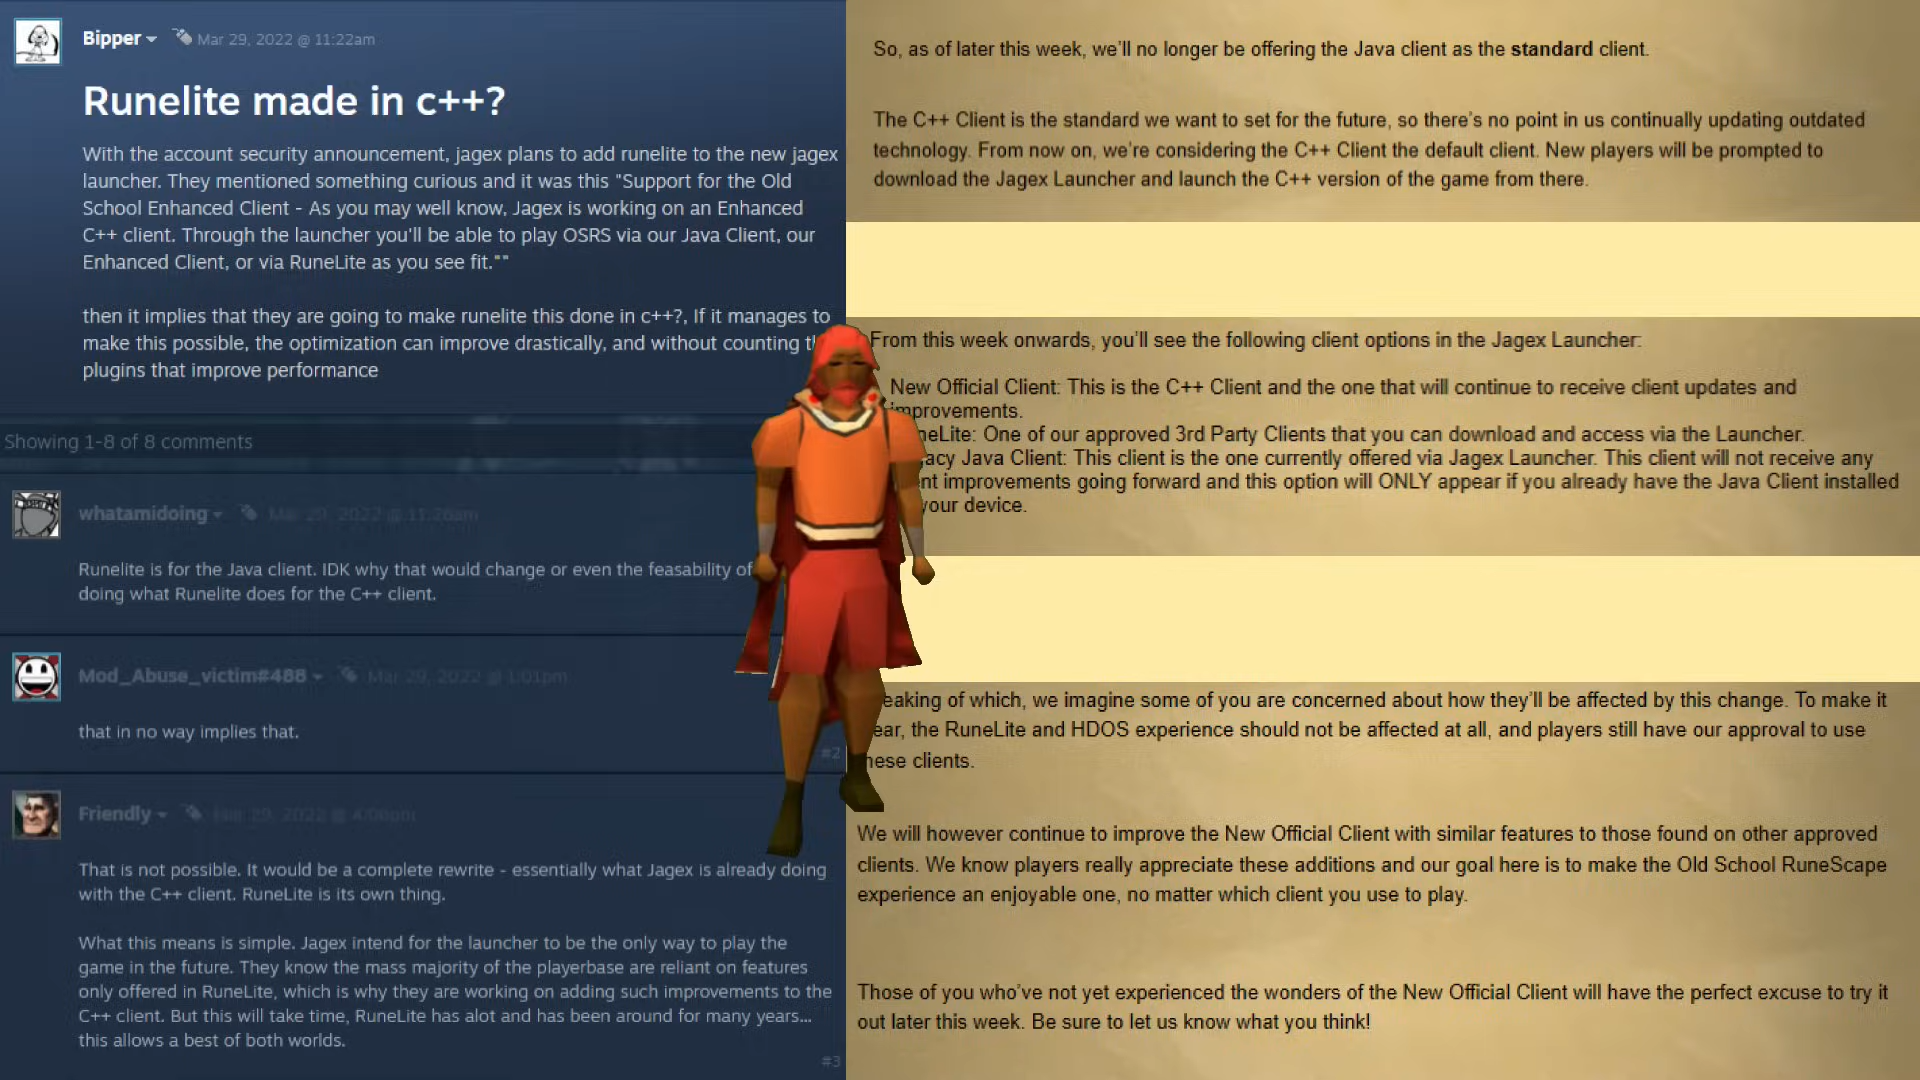 Bipper
Mar 29, 2022 @ 11:22am
Runelite made in c++?
With the account security announcement, jagex plans to add runelite to the new jagex
launcher. They mentioned something curious and it was this "Support for the Old
School Enhanced Client - As you may well know, Jagex is working on an Enhanced
C++ client. Through the launcher you'll be able to play OSRS via our Java Client, our
Enhanced Client, or via RuneLite as you see fit.""
then it implies that they are going to make runelite this done in c++?, If it manages to
make this possible, the optimization can improve drastically, and without counting
plugins that improve performance
Showing 1-8 of 8 comments
whatamidoing
Mar 29, 2022 @ 11:26am
Runelite is for the Java client. IDK why that would change or even the feasability of
doing what Runelite does for the C++ client.
Mod_Abuse_victim#488
Mar 29, 2022 @ 1:01pm
that in no way implies that.
#2
Friendly
Mar 29, 2022 @ 4:06pm
That is not possible. It would be a complete rewrite - essentially what Jagex is already doing
with the C++ client. RuneLite is its own thing.
What this means is simple. Jagex intend for the launcher to be the only way to play the
game in the future. They know the mass majority of the playerbase are reliant on features
only offered in RuneLite, which is why they are working on adding such improvements to the
C++ client. But this will take time, RuneLite has alot and has been around for many years...
this allows a best of both worlds.
#3
So, as of later this week, we'll no longer be offering the Java client as the standard client.
The C++ Client is the standard we want to set for the future, so there's no point in us continually updating outdated
technology. From now on, we're considering the C++ Client the default client. New players will be prompted to
download the Jagex Launcher and launch the C++ version of the game from there.
From this week onwards, you'll see the following client options in the Jagex Launcher:
New Official Client: This is the C++ Client and the one that will continue to receive client updates and
improvements.
neLite: One of our approved 3rd Party Clients that you can download and access via the Launcher.
acy Java Client: This client is the one currently offered via Jagex Launcher. This client will not receive any
nt improvements going forward and this option will ONLY appear if you already have the Java Client installed
your device.
eaking of which, we imagine some of you are concerned about how they'll be affected by this change. To make it
ear, the RuneLite and HDOS experience should not be affected at all, and players still have our approval to use
hese clients.
We will however continue to improve the New Official Client with similar features to those found on other approved
clients. We know players really appreciate these additions and our goal here is to make the Old School RuneScape
experience an enjoyable one, no matter which client you use to play.
Those of you who've not yet experienced the wonders of the New Official Client will have the perfect excuse to try it
out later this week. Be sure to let us know what you think!